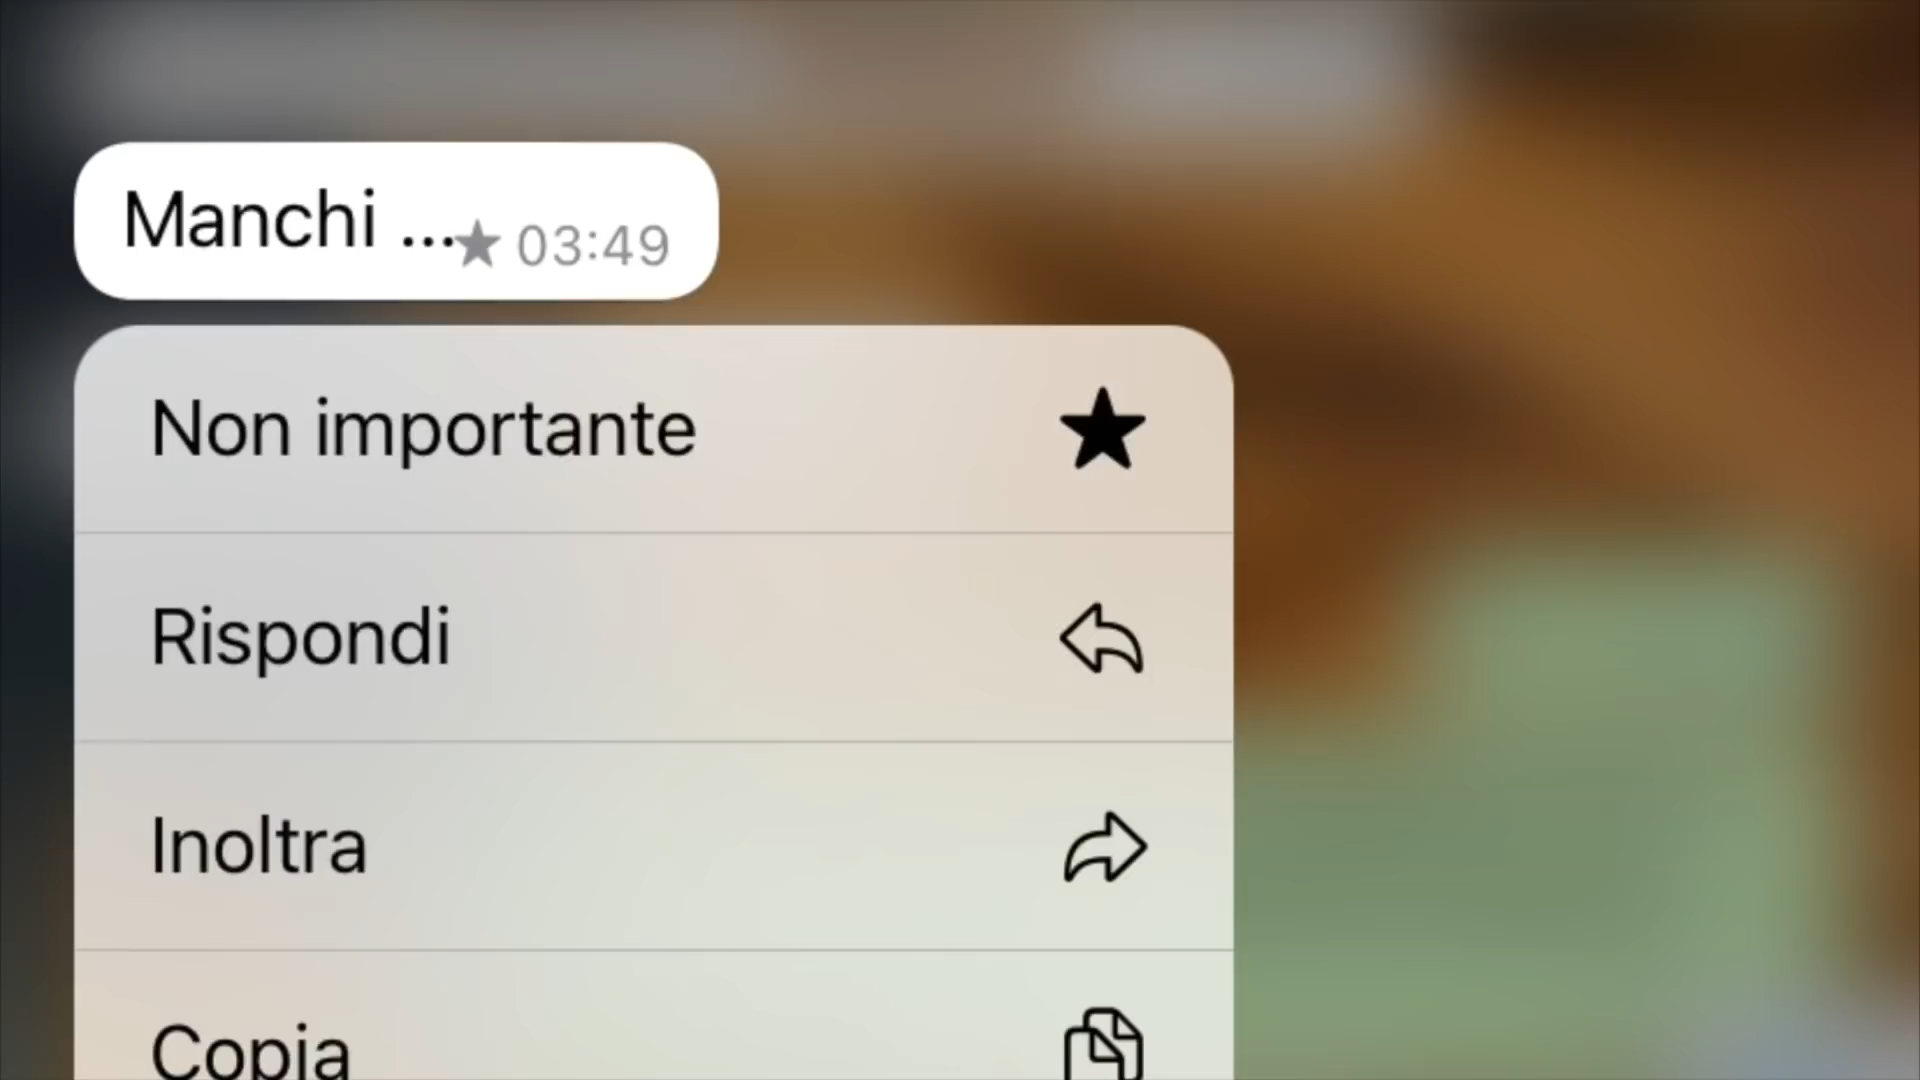 Manchi ...★ 03:49
Non importante
Rispondi
Inoltra
Copia